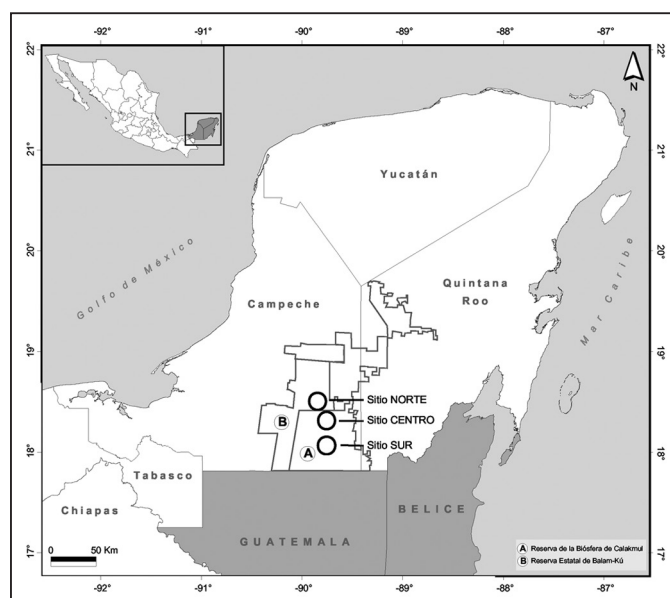 -92° -91° -90° -89° -88° -87°
22° 22°
21° 21°
20° 20°
19° 19°
18° 18°
17° 17°
N
Yucatán
Golfo de México
Campeche
Quintana
Roo
Mar Caribe
Sitio NORTE
Sitio CENTRO
Sitio SUR
B
A
Tabasco
Chiapas
GUATEMALA
BELICE
0 50 Km
A Reserva de la Biósfera de Calakmul
B Reserva Estatal de Balam-Kú
-92° -91° -90° -89° -88° -87°